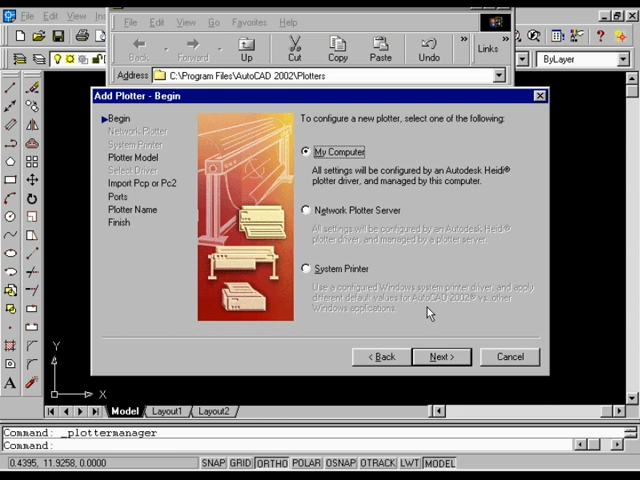 File Edit View Go Favorites Help
Back
Forward
Up
Cut
Copy
Paste
Undo
»
»
Links
Address C:\Program Files\AutoCAD 2002\Plotters
ByLayer
Add Plotter - Begin
Begin
Network Plotter
System Printer
Plotter Model
Select Driver
Import Pcp or Pc2
Ports
Plotter Name
Finish
To configure a new plotter, select one of the following:
My Computer
All settings will be configured by an Autodesk Heidi®
plotter driver, and managed by this computer.
Network Plotter Server
All settings will be configured by an Autodesk Heidi®
plotter driver, and managed by a plotter server.
System Printer
Use a configured Windows system printer driver, and apply
different default values for AutoCAD 2002® vs. other
Windows applications.
< Back
Next >
Cancel
Y
X
A
Model
Layout1
Layout2
Command: _plottermanager
Command:
0.4395, 11.9258, 0.0000
SNAP GRID ORTHO POLAR OSNAP OTRACK LWT MODEL